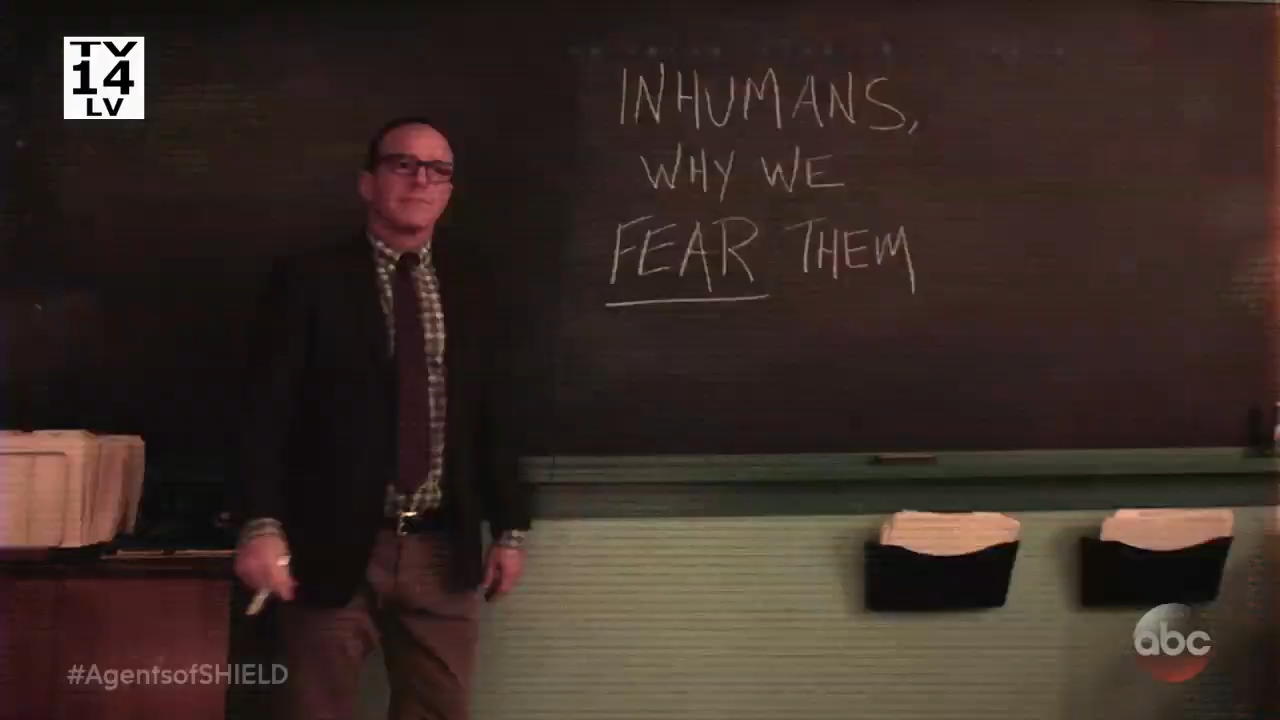 TV
14
LV
INHUMANS,
WHY WE
FEAR THEM
#AgentsofSHIELD
abc